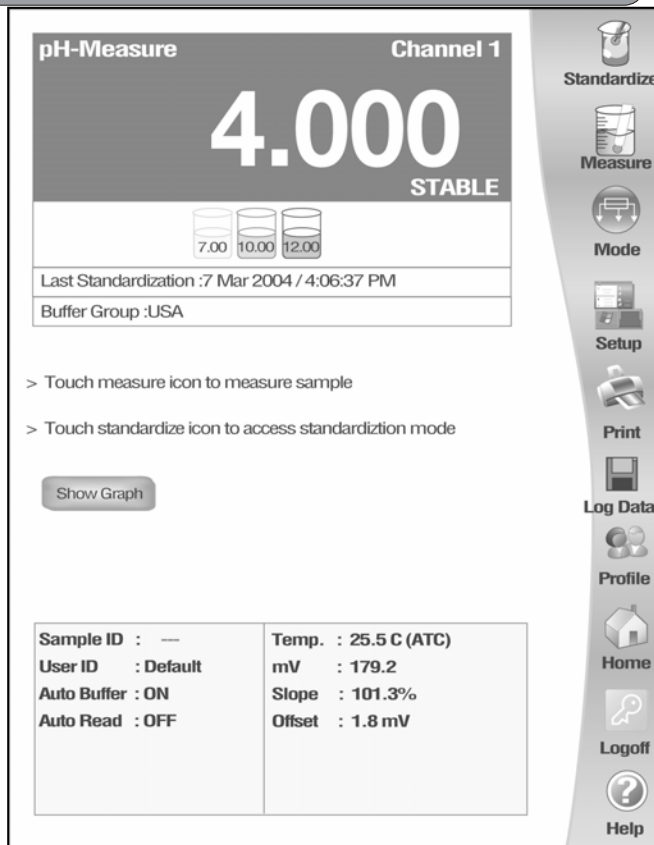 pH-Measure Channel 1
4.000
STABLE
7.00 10.00 12.00
Last Standardization :7 Mar 2004 / 4:06:37 PM
Buffer Group :USA
> Touch measure icon to measure sample
> Touch standardize icon to access standardiztion mode
Show Graph
Sample ID : ---
User ID : Default
Auto Buffer : ON
Auto Read : OFF
Temp. : 25.5 C (ATC)
mV : 179.2
Slope : 101.3%
Offset : 1.8 mV
Standardize
Measure
Mode
Setup
Print
Log Data
Profile
Home
Logoff
Help